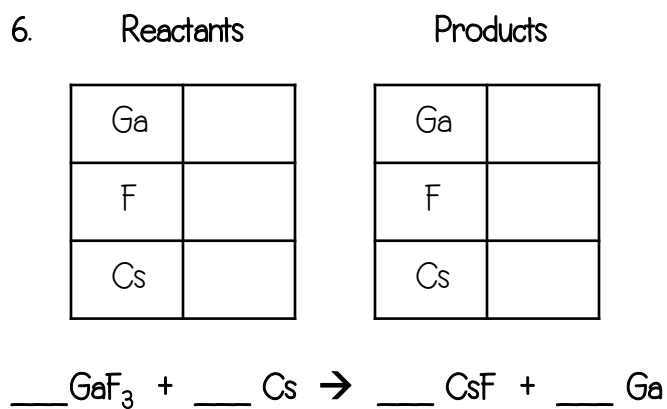 6. Reactants Products
Ga Ga
F F
Cs Cs
___GaF₃ + ___ Cs → ___ CsF + ___ Ga